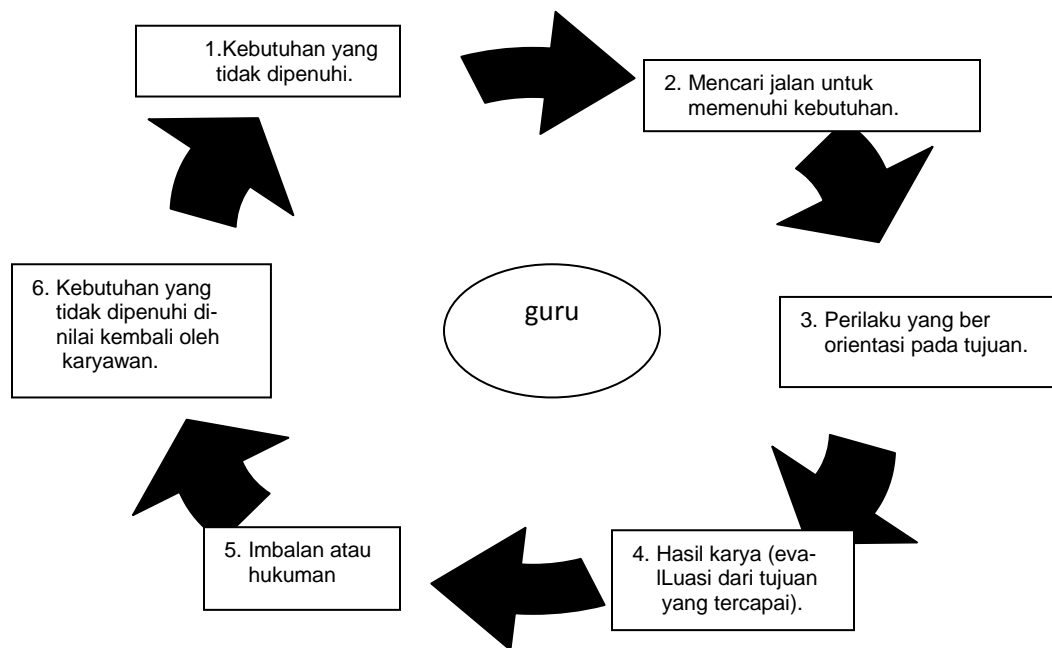 1.Kebutuhan yang
tidak dipenuhi.
2. Mencari jalan untuk
memenuhi kebutuhan.
3. Perilaku yang ber
orientasi pada tujuan.
4. Hasil karya (eva-
lLuasi dari tujuan
yang tercapai).
5. Imbalan atau
hukuman
6. Kebutuhan yang
tidak dipenuhi di-
nilai kembali oleh
karyawan.
guru